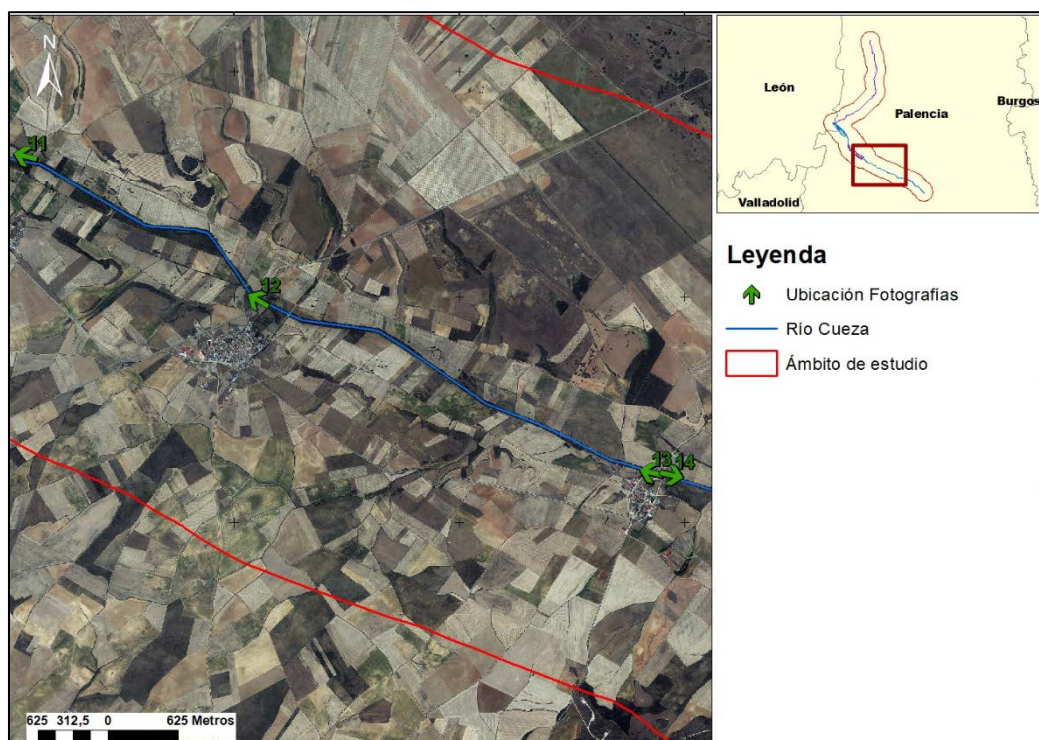 N
11
12
13
14
625 312,5 0 625 Metros
León
Palencia
Burgos
Valladolid
Leyenda
Ubicación Fotografías
Río Cueza
Ámbito de estudio